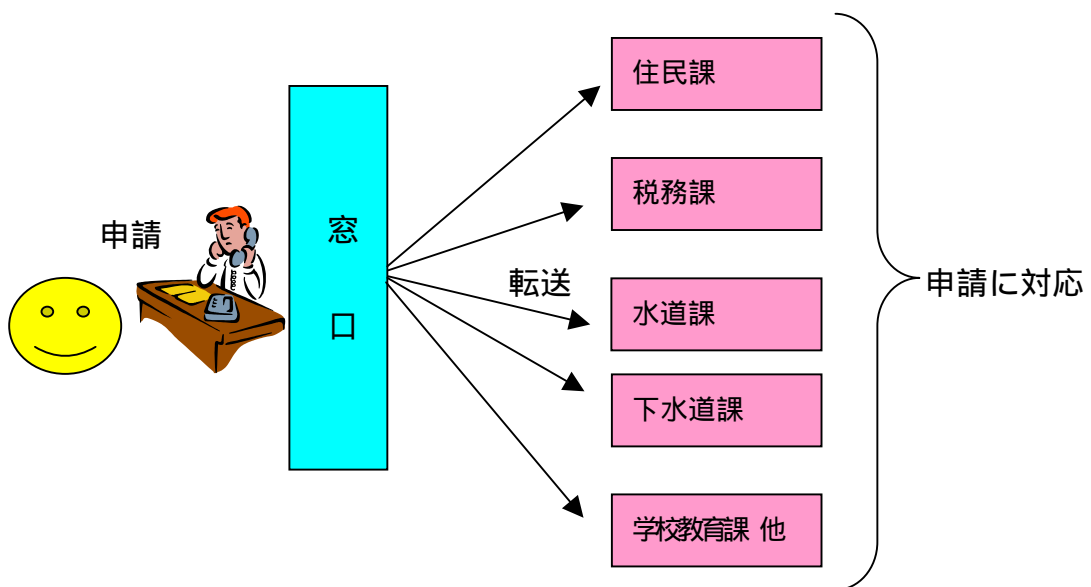 申請
窓
口
転送
住民課
税務課
水道課
下水道課
学校教育課 他
申請に対応